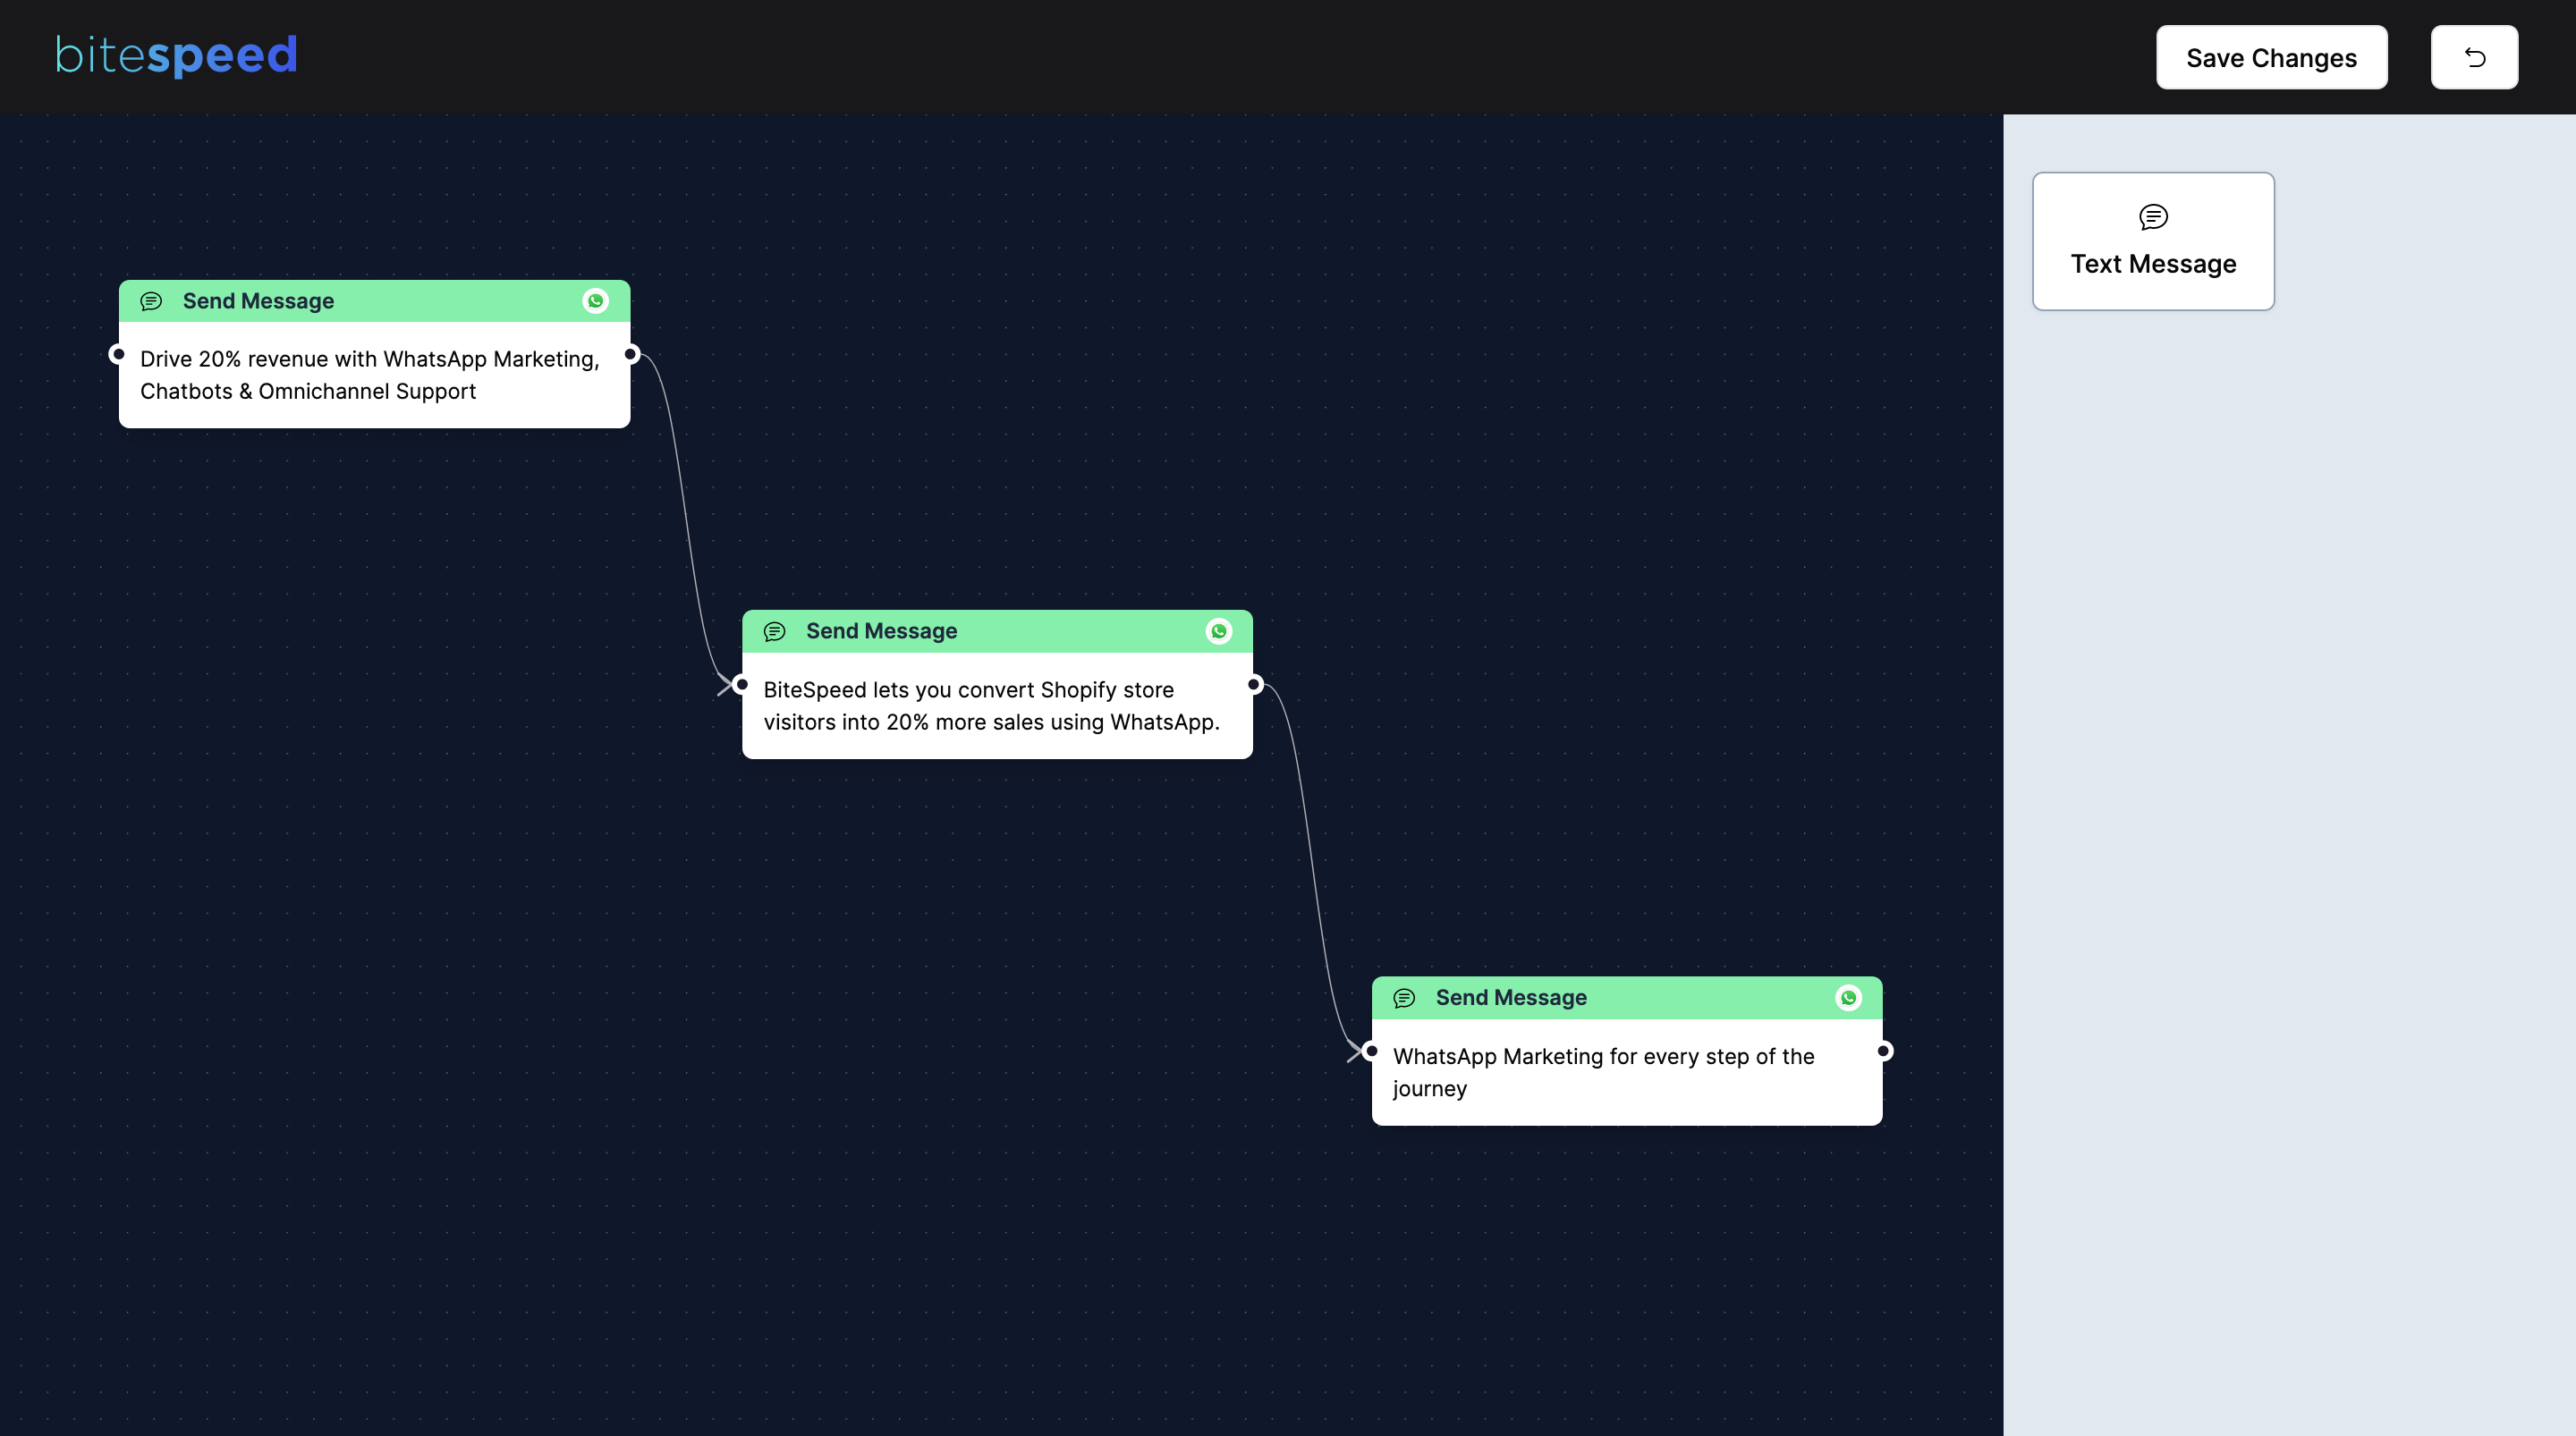 bitespeed
Save Changes
Text Message
Send Message
Drive 20% revenue with WhatsApp Marketing,
Chatbots & Omnichannel Support
Send Message
BiteSpeed lets you convert Shopify store
visitors into 20% more sales using WhatsApp.
Send Message
WhatsApp Marketing for every step of the
journey